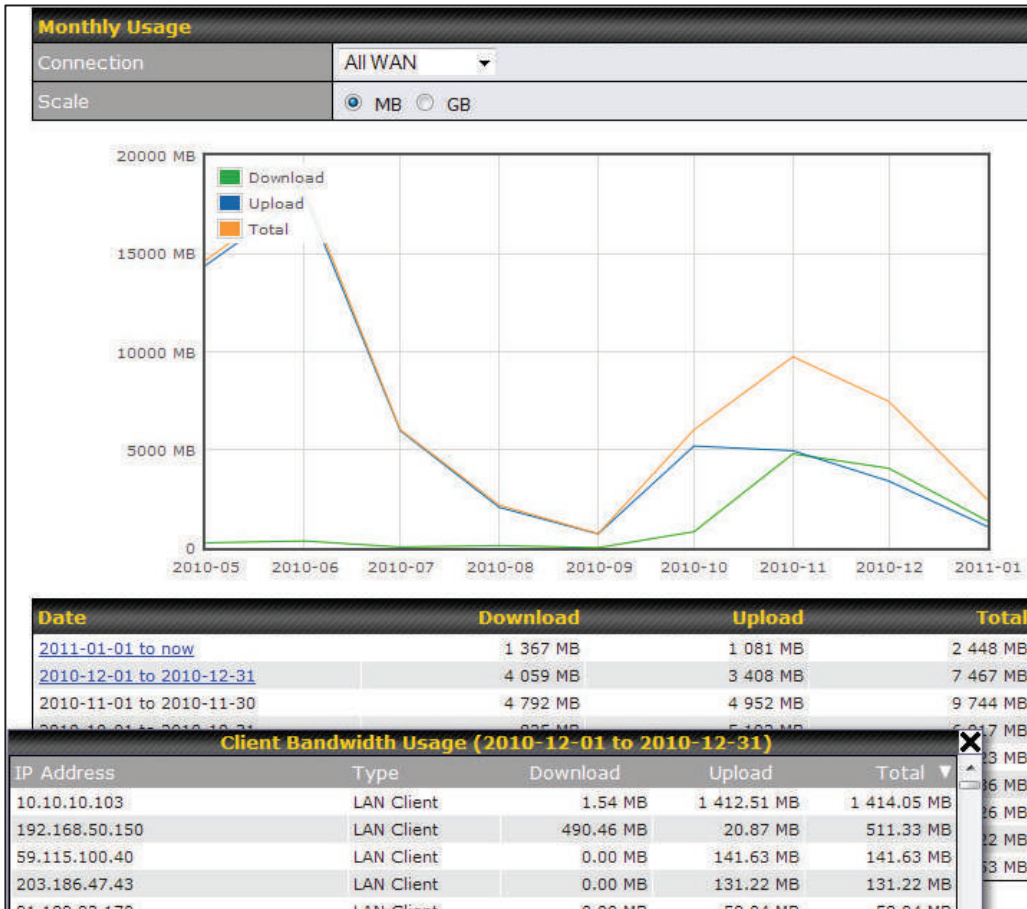 Monthly Usage
Connection All WAN
Scale MB GB
20000 MB
Download
Upload
Total
15000 MB
10000 MB
5000 MB
0
2010-05 2010-06 2010-07 2010-08 2010-09 2010-10 2010-11 2010-12 2011-01
Date Download Upload Total
2011-01-01 to now 1 367 MB 1 081 MB 2 448 MB
2010-12-01 to 2010-12-31 4 059 MB 3 408 MB 7 467 MB
2010-11-01 to 2010-11-30 4 792 MB 4 952 MB 9 744 MB
Client Bandwidth Usage (2010-12-01 to 2010-12-31)
IP Address Type Download Upload Total
10.10.10.103 LAN Client 1.54 MB 1 412.51 MB 1 414.05 MB
192.168.50.150 LAN Client 490.46 MB 20.87 MB 511.33 MB
59.115.100.40 LAN Client 0.00 MB 141.63 MB 141.63 MB
203.186.47.43 LAN Client 0.00 MB 131.22 MB 131.22 MB